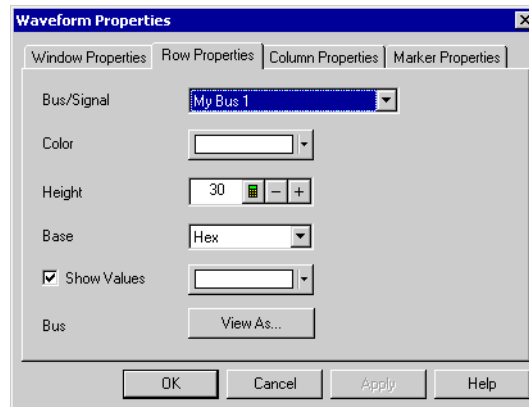 Waveform Properties
Window Properties Row Properties Column Properties Marker Properties
Bus/Signal My Bus 1
Color
Height 30 - +
Base Hex
Show Values
Bus View As...
OK Cancel Apply Help